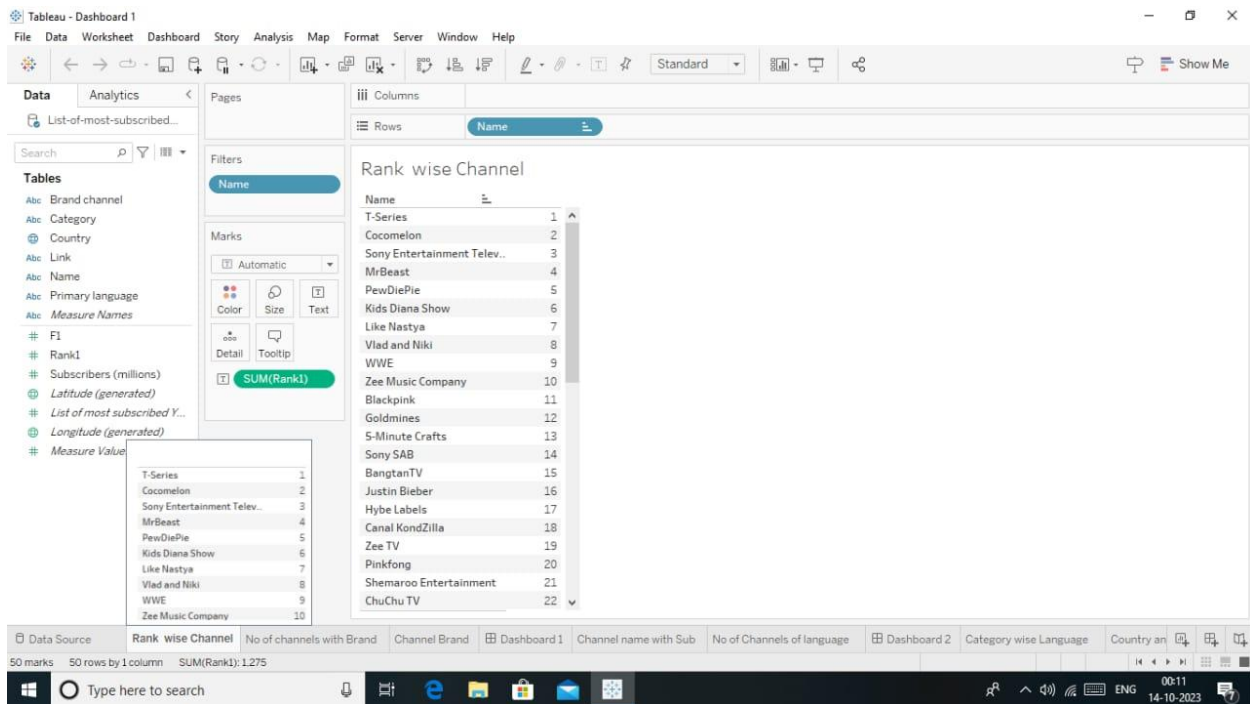 Tableau - Dashboard 1
File Data Worksheet Dashboard Story Analysis Map Format Server Window Help
Standard
Show Me
Data Analytics
List-of-most-subscribed...
Search
Tables
Abc Brand channel
Abc Category
Country
Abc Link
Abc Name
Abc Primary language
Abc Measure Names
# F1
# Rank1
# Subscribers (millions)
Latitude (generated)
# List of most subscribed Y...
Longitude (generated)
# Measure Value
Pages
Filters
Name
Marks
Automatic
Color Size Text
Detail Tooltip
SUM(Rank1)
iii Columns
Rows Name
Rank wise Channel
Name
T-Series 1
Cocomelon 2
Sony Entertainment Telev.. 3
MrBeast 4
PewDiePie 5
Kids Diana Show 6
Like Nastya 7
Vlad and Niki 8
WWE 9
Zee Music Company 10
Blackpink 11
Goldmines 12
5-Minute Crafts 13
Sony SAB 14
BangtanTV 15
Justin Bieber 16
Hybe Labels 17
Canal KondZilla 18
Zee TV 19
Pinkfong 20
Shemaroo Entertainment 21
ChuChu TV 22
T-Series 1
Cocomelon 2
Sony Entertainment Telev... 3
MrBeast 4
PewDiePie 5
Kids Diana Show 6
Like Nastya 7
Vlad and Niki 8
WWE 9
Zee Music Company 10
Data Source Rank wise Channel No of channels with Brand Channel Brand Dashboard 1 Channel name with Sub No of Channels of language Dashboard 2 Category wise Language Country an
50 marks 50 rows by 1 column SUM(Rank1): 1,275
Type here to search
ENG
00:11
14-10-2023